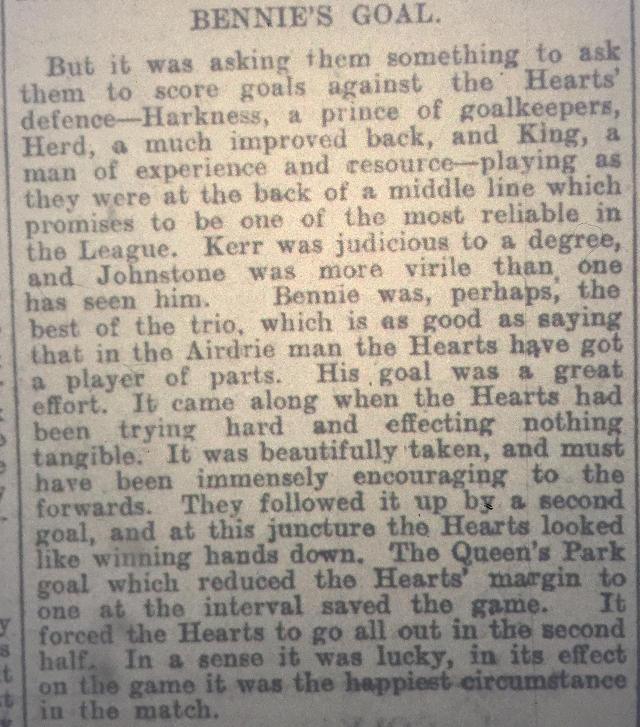 BENNIE'S GOAL.
But it was asking them something to ask
them to score goals against the Hearts'
defence—Harkness, a prince of goalkeepers,
Herd, a much improved back, and King, a
man of experience and resource—playing as
they were at the back of a middle line which
promises to be one of the most reliable in
the League. Kerr was judicious to a degree,
and Johnstone was more virile than one
has seen him. Bennie was, perhaps, the
best of the trio, which is as good as saying
that in the Airdrie man the Hearts have got
a player of parts. His goal was a great
effort. It came along when the Hearts had
been trying hard and effecting nothing
tangible. It was beautifully taken, and must
have been immensely encouraging to the
forwards. They followed it up by a second
goal, and at this juncture the Hearts looked
like winning hands down. The Queen's Park
goal which reduced the Hearts' margin to
one at the interval saved the game. It
forced the Hearts to go all out in the second
half. In a sense it was lucky, in its effect
on the game it was the happiest circumstance
in the match.